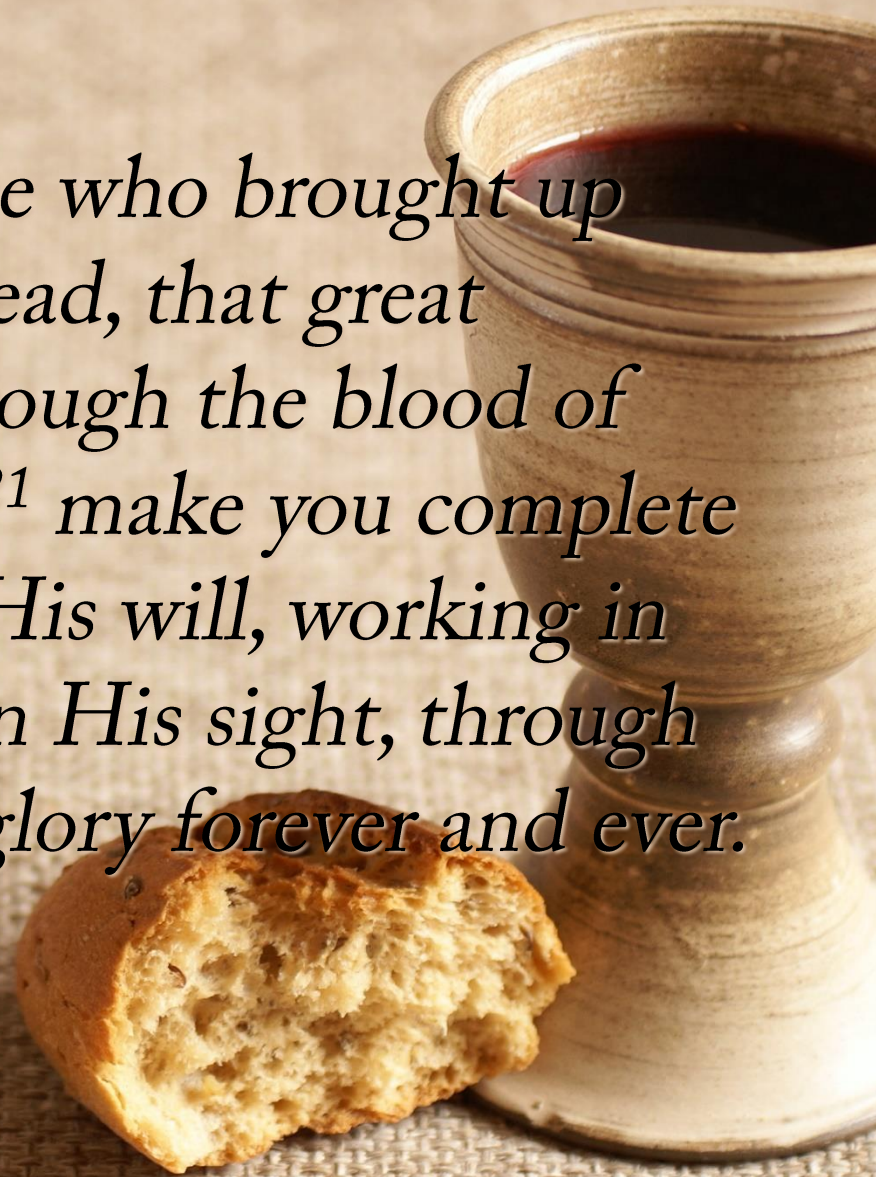 e who brought up
ead, that great
ough the blood of
make you complete
His will, working in
n His sight, through
glory forever and ever.